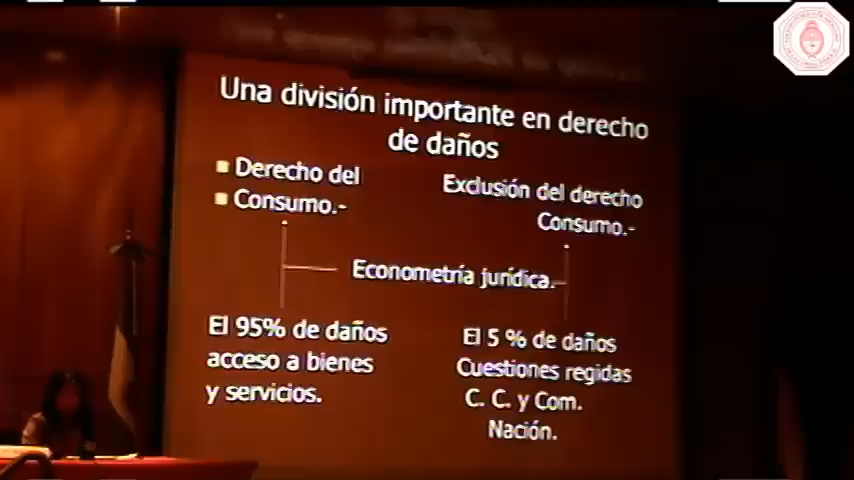 Una división importante en derecho
de daños
Derecho del
Consumo.-
Exclusión del derecho
Consumo.-
Econometría jurídica.-
El 95% de daños
acceso a bienes
y servicios.
El 5 % de daños
Cuestiones regidas
C. C. y Com.
Nación.